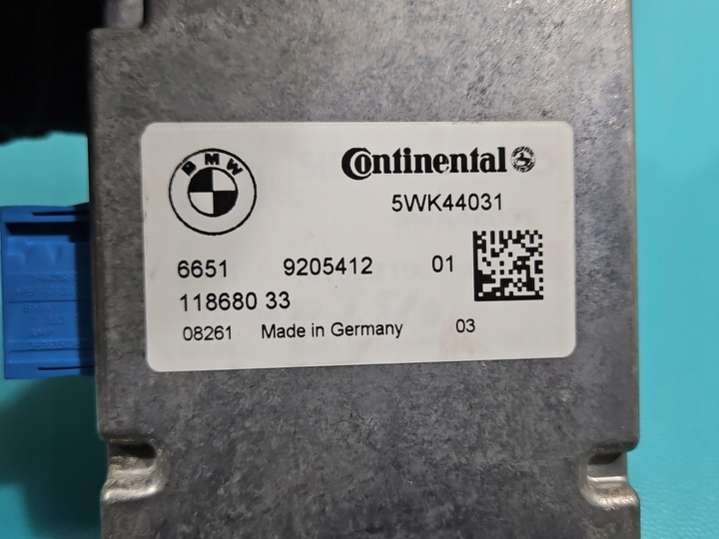 BMW
Continental
5WK44031
6651 9205412 01
118680 33
08261 Made in Germany 03